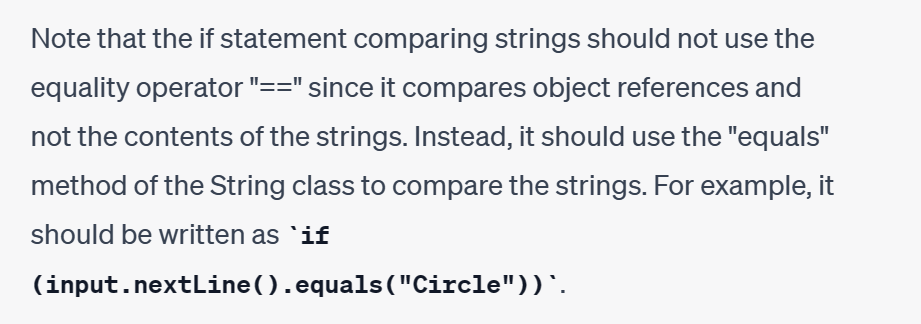 Note that the if statement comparing strings should not use the
equality operator "==" since it compares object references and
not the contents of the strings. Instead, it should use the "equals"
method of the String class to compare the strings. For example, it
should be written as `if
(input.nextLine().equals("Circle"))`.